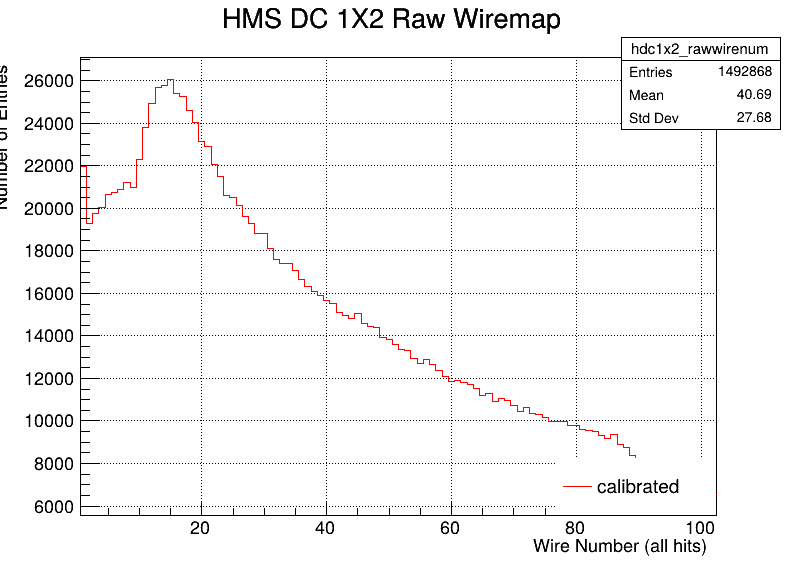 HMS DC 1X2 Raw Wiremap
hdc1x2_rawwirenum
Entries 1492868
Mean 40.69
Std Dev 27.68
Number of Entries
26000
24000
22000
20000
18000
16000
14000
12000
10000
8000
6000
calibrated
20 40 60 80 100
Wire Number (all hits)